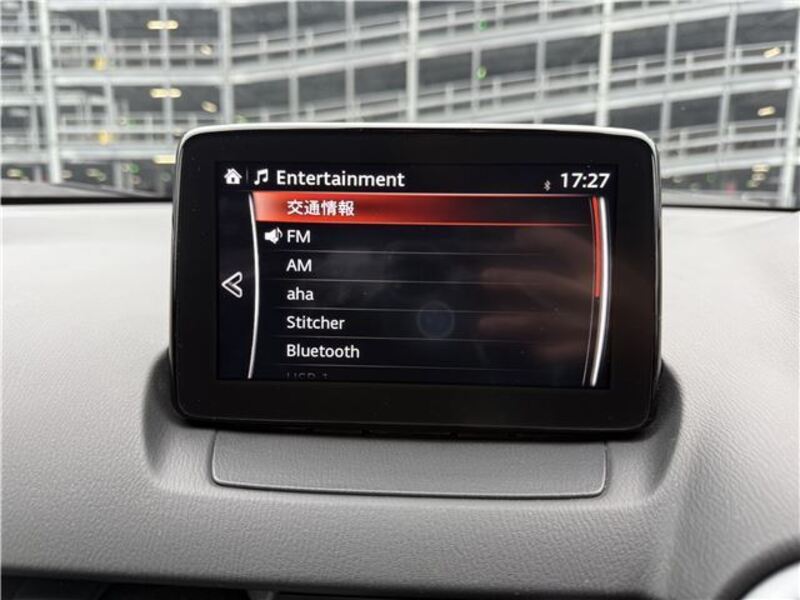 Entertainment 17:27
交通情報
FM
AM
aha
Stitcher
Bluetooth